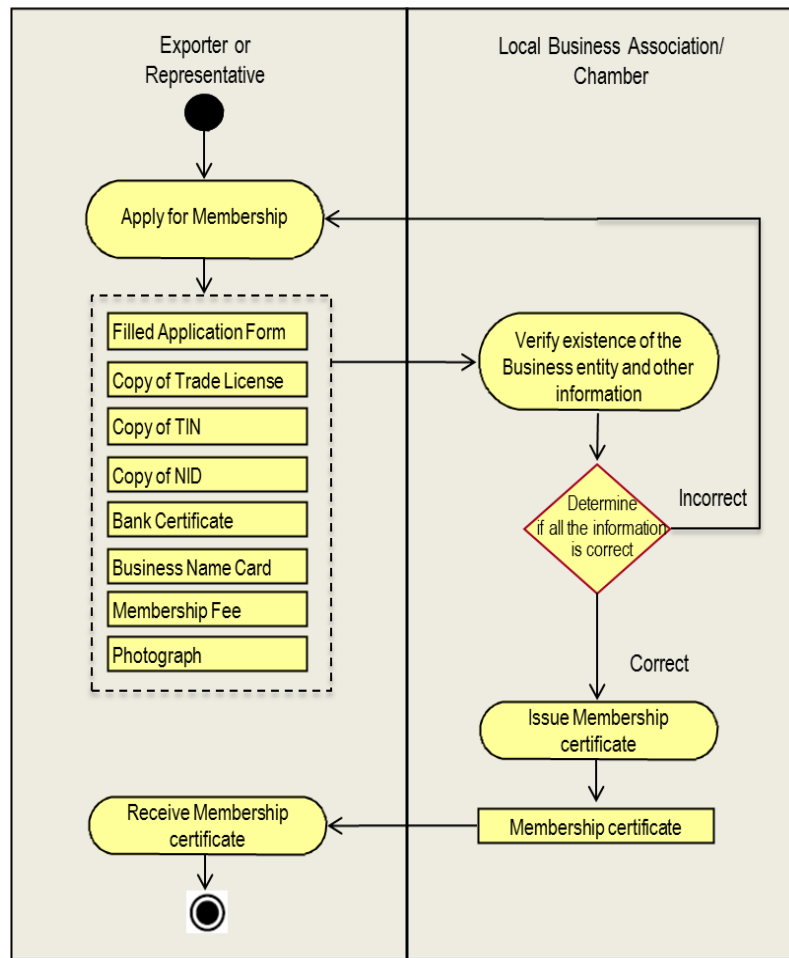 Exporter or
Representative
Local Business Association/
Chamber
Apply for Membership
Filled Application Form
Copy of Trade License
Copy of TIN
Copy of NID
Bank Certificate
Business Name Card
Membership Fee
Photograph
Verify existence of the
Business entity and other
information
Determine
if all the information
is correct
Incorrect
Correct
Issue Membership
certificate
Membership certificate
Receive Membership
certificate